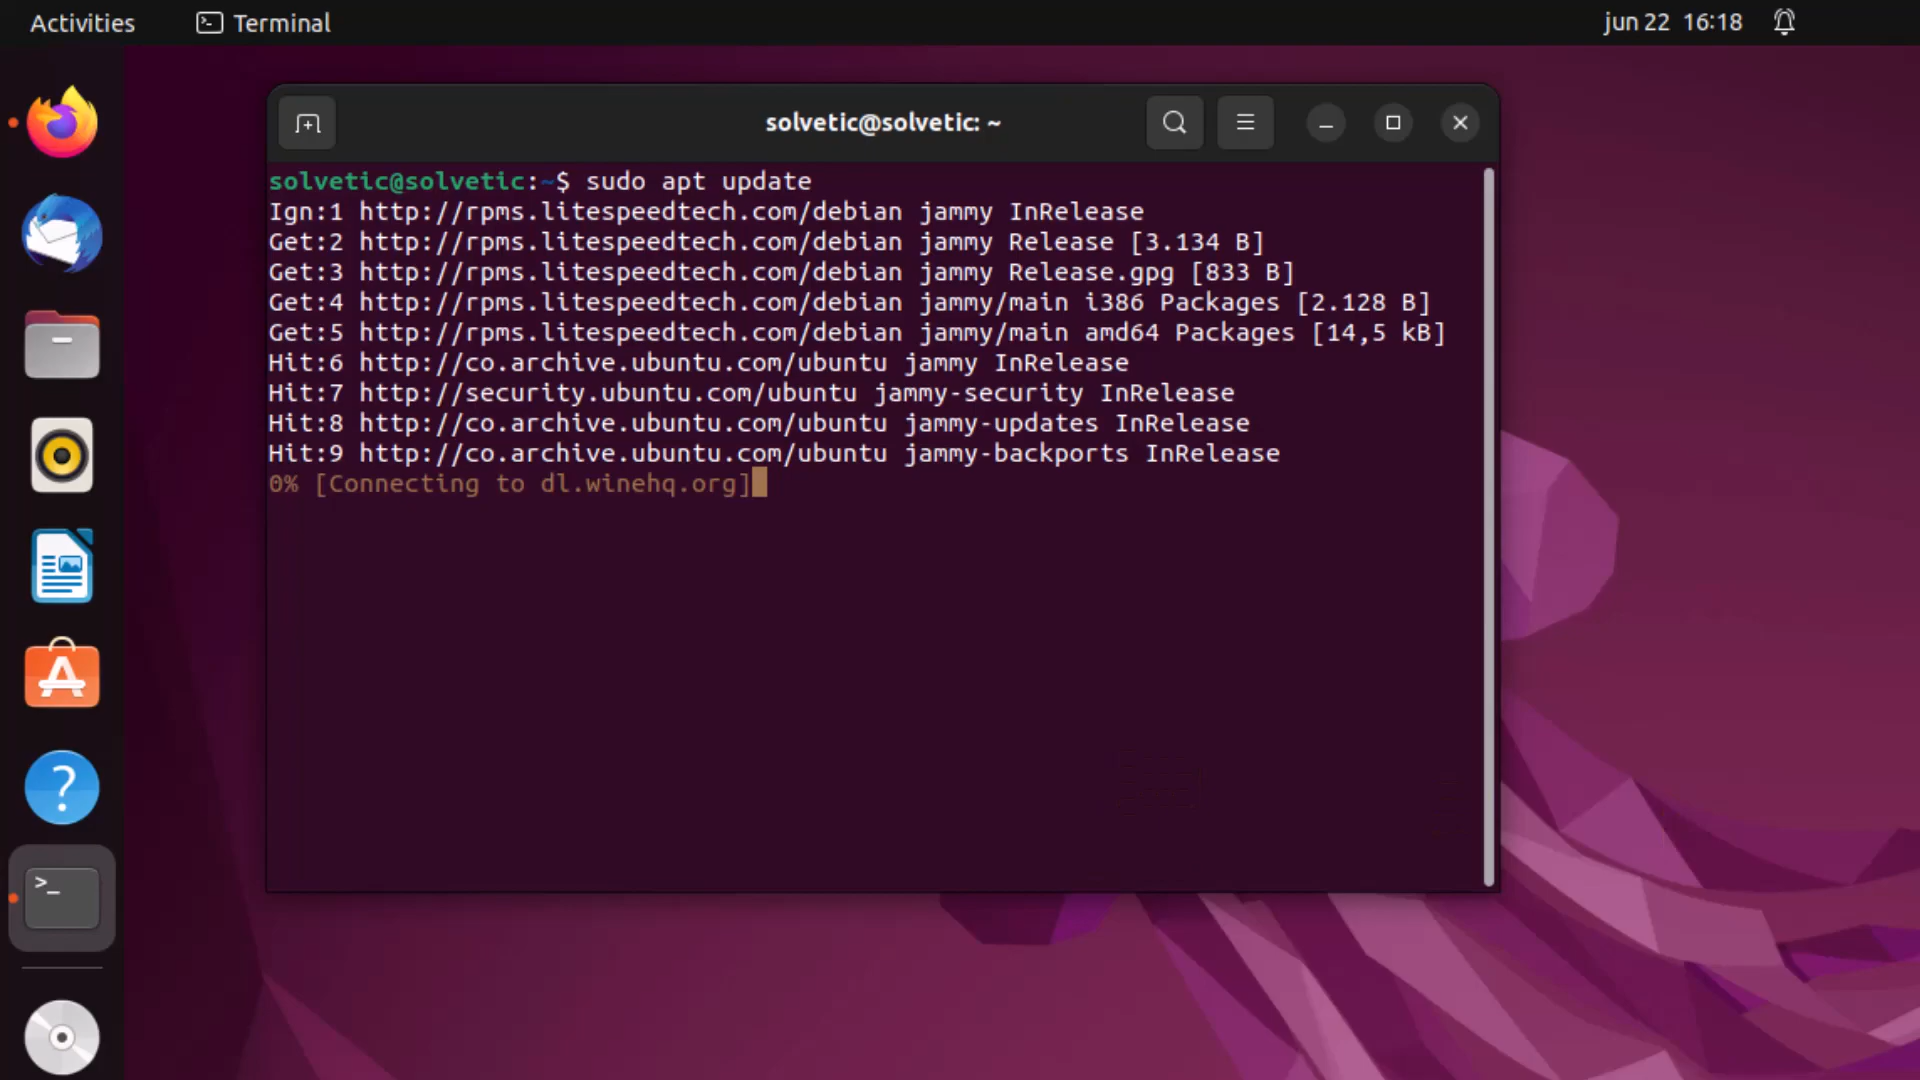 Activities
Terminal
jun 22 16:18
solvetic@solvetic: ~
solvetic@solvetic:~$ sudo apt update
Ign:1 http://rpms.litespeedtech.com/debian jammy InRelease
Get:2 http://rpms.litespeedtech.com/debian jammy Release [3.134 B]
Get:3 http://rpms.litespeedtech.com/debian jammy Release.gpg [833 B]
Get:4 http://rpms.litespeedtech.com/debian jammy/main i386 Packages [2.128 B]
Get:5 http://rpms.litespeedtech.com/debian jammy/main amd64 Packages [14,5 kB]
Hit:6 http://co.archive.ubuntu.com/ubuntu jammy InRelease
Hit:7 http://security.ubuntu.com/ubuntu jammy-security InRelease
Hit:8 http://co.archive.ubuntu.com/ubuntu jammy-updates InRelease
Hit:9 http://co.archive.ubuntu.com/ubuntu jammy-backports InRelease
0% [Connecting to dl.winehq.org]